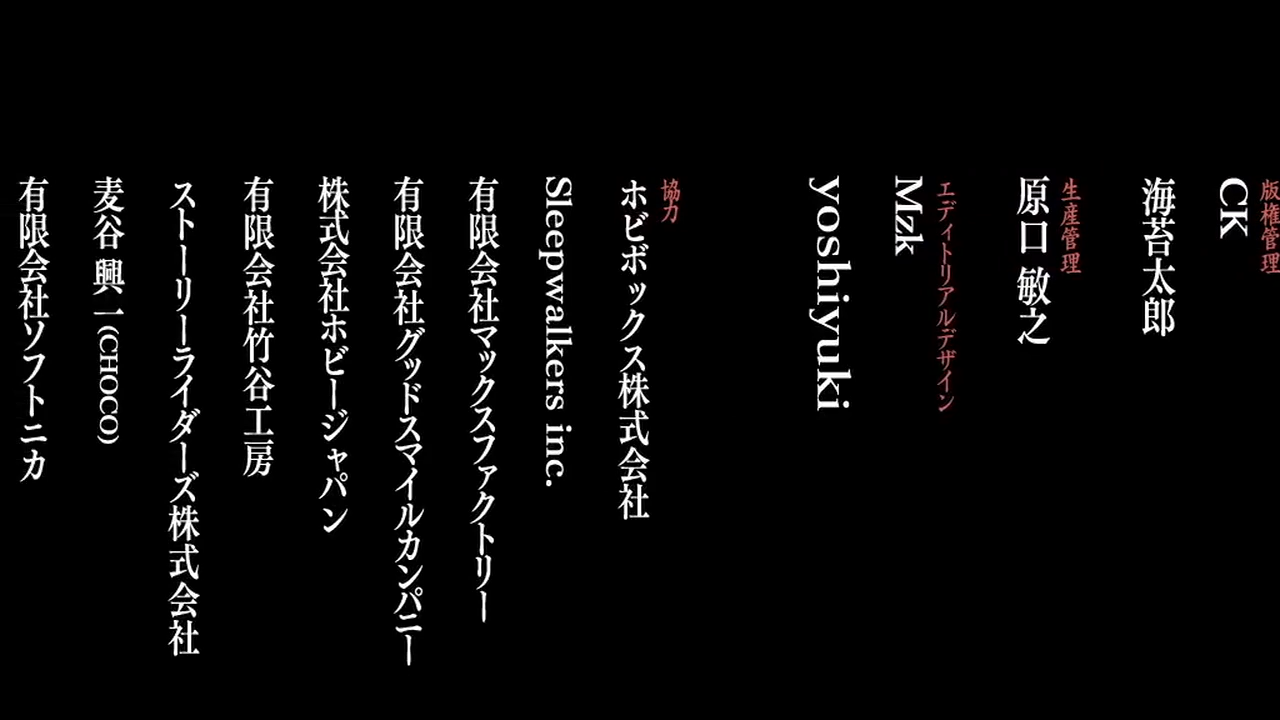 版権管理
CK
海苔太郎
生産管理
原口 敏之
エディトリアルデザイン
Mzk
yoshiyuki
協力
ホビボックス株式会社
Sleepwalkers inc.
有限会社マックスファクトリー
有限会社グッドスマイルカンパニー
株式会社ホビージャパン
有限会社竹谷工房
ストーリーライダーズ株式会社
麦谷 興一(CHOCO)
有限会社ソフトニカ